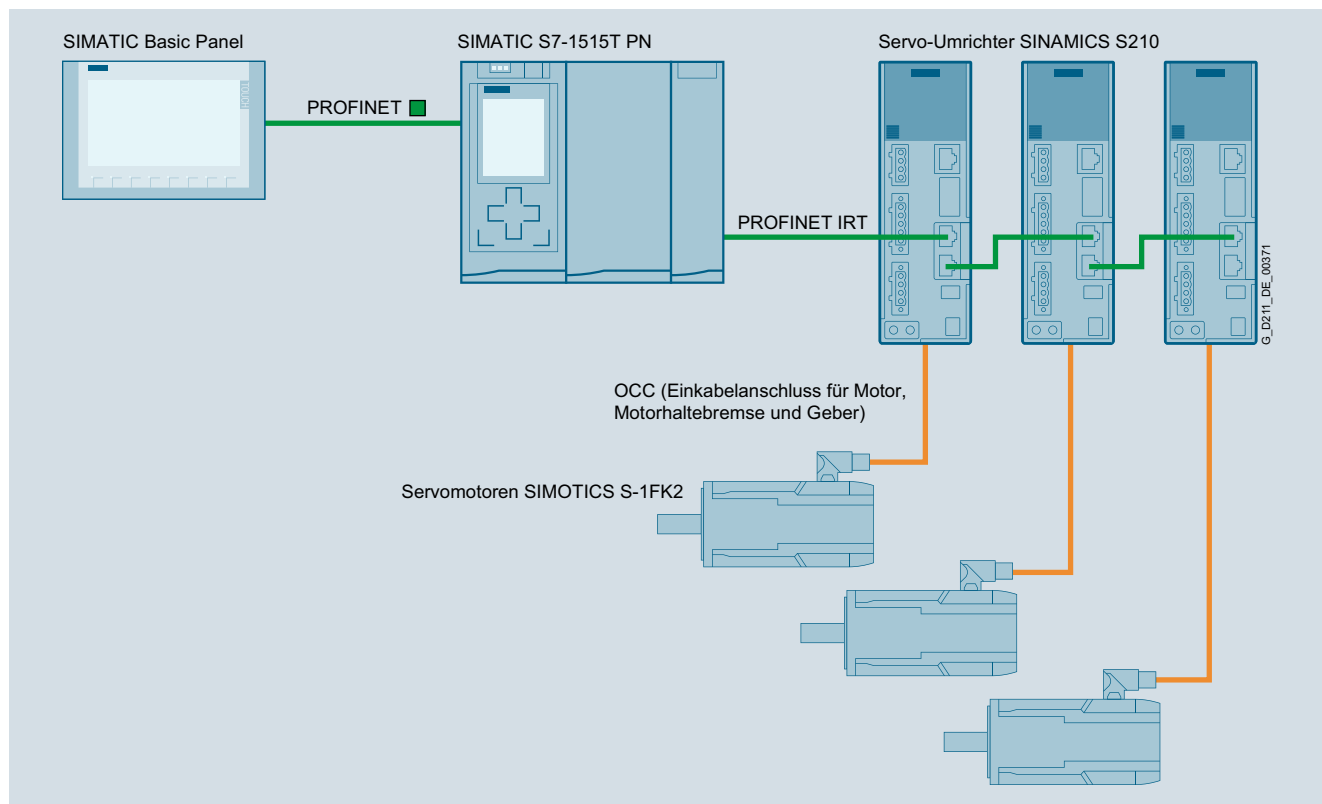 SIMATIC Basic Panel
SIMATIC S7-1515T PN
Servo-Umrichter SINAMICS S210
TOUCH
PROFINET
PROFINET IRT
G_D211_DE_00371
OCC (Einkabelanschluss für Motor,
Motorhaltebremse und Geber)
Servomotoren SIMOTICS S-1FK2